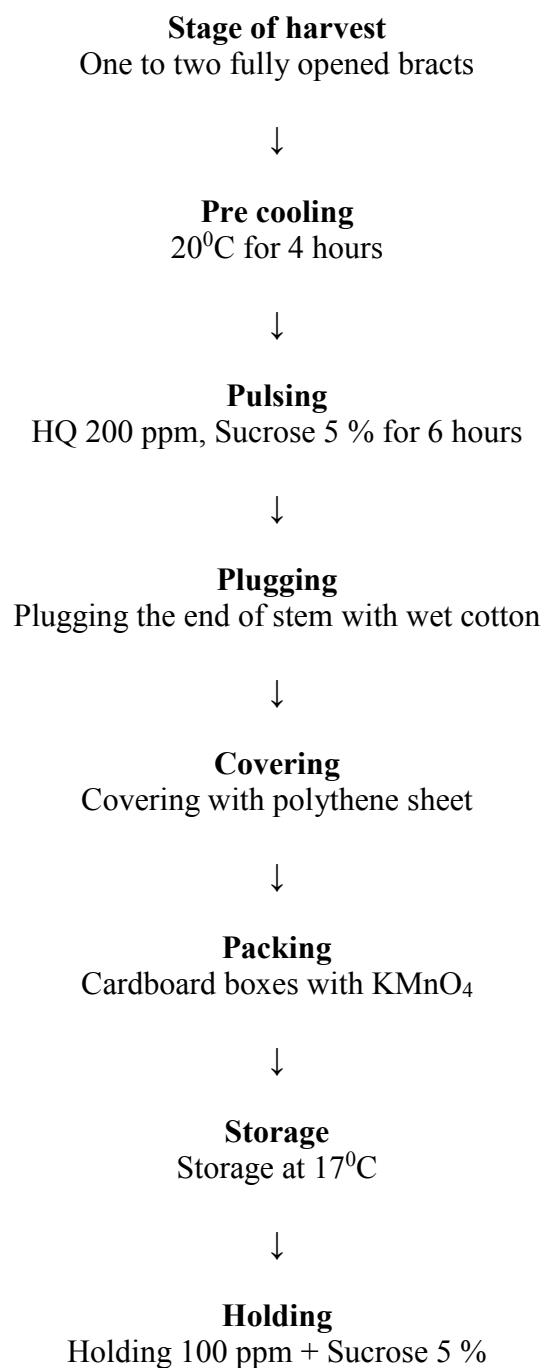 Stage of harvest
One to two fully opened bracts
↓
Pre cooling
20⁰C for 4 hours
↓
Pulsing
HQ 200 ppm, Sucrose 5 % for 6 hours
↓
Plugging
Plugging the end of stem with wet cotton
↓
Covering
Covering with polythene sheet
↓
Packing
Cardboard boxes with KMnO₄
↓
Storage
Storage at 17⁰C
↓
Holding
Holding 100 ppm + Sucrose 5 %